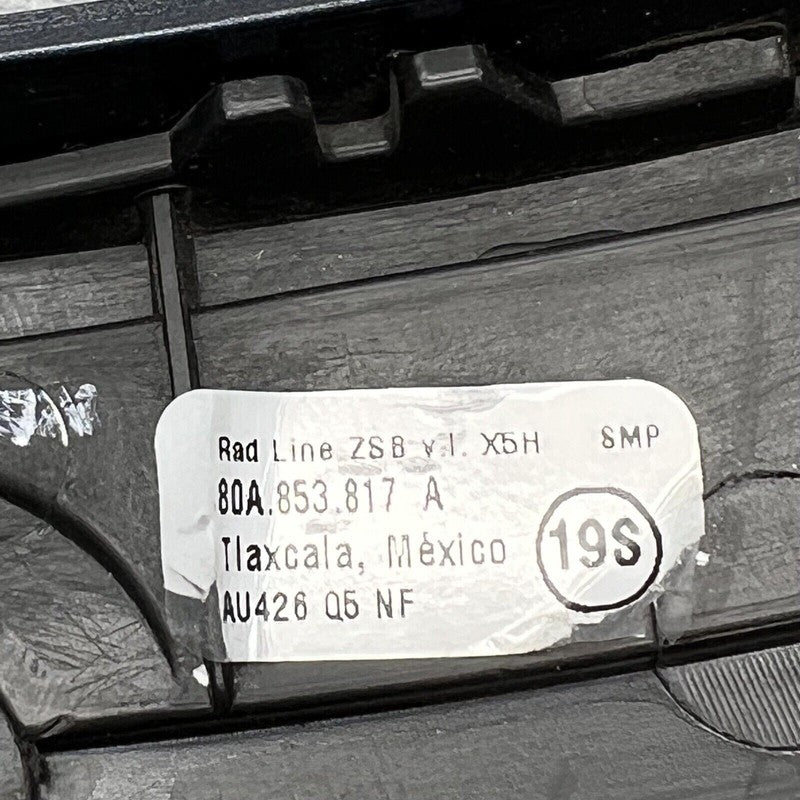 Rad Line ZSB v.l. X5H SMP
80A.853.817 A
Tlaxcala, México
19S
AU426 Q5 NF